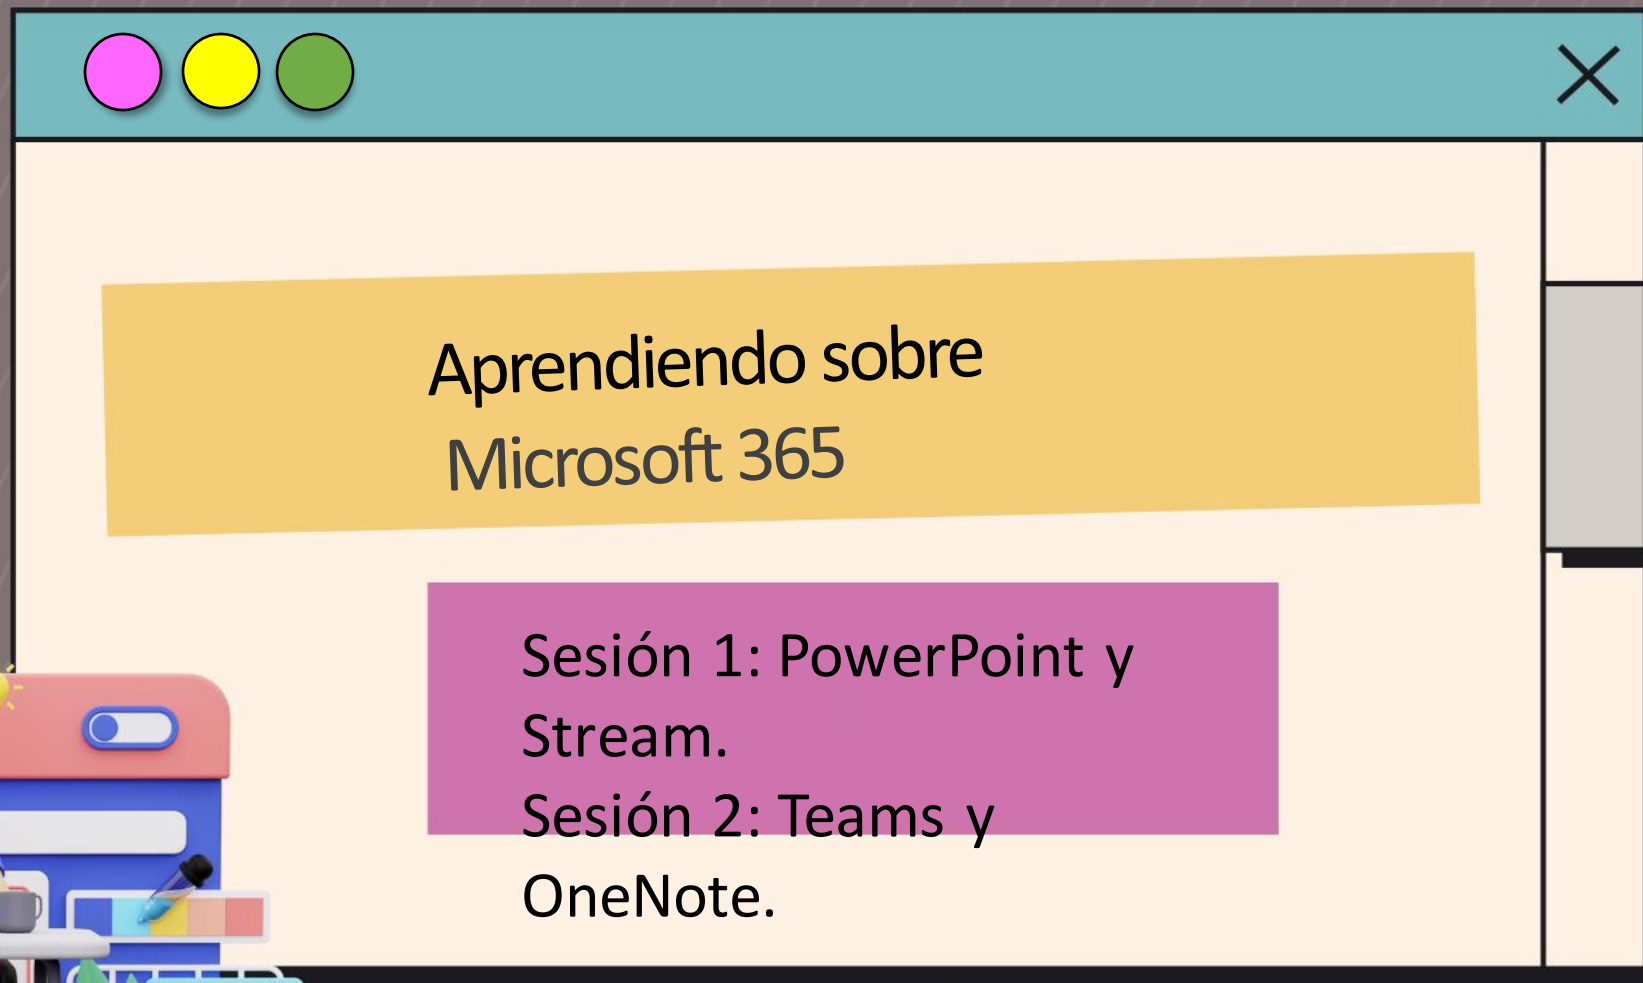 Aprendiendo sobre
Microsoft 365
Sesión 1: PowerPoint y
Stream.
Sesión 2: Teams y
OneNote.